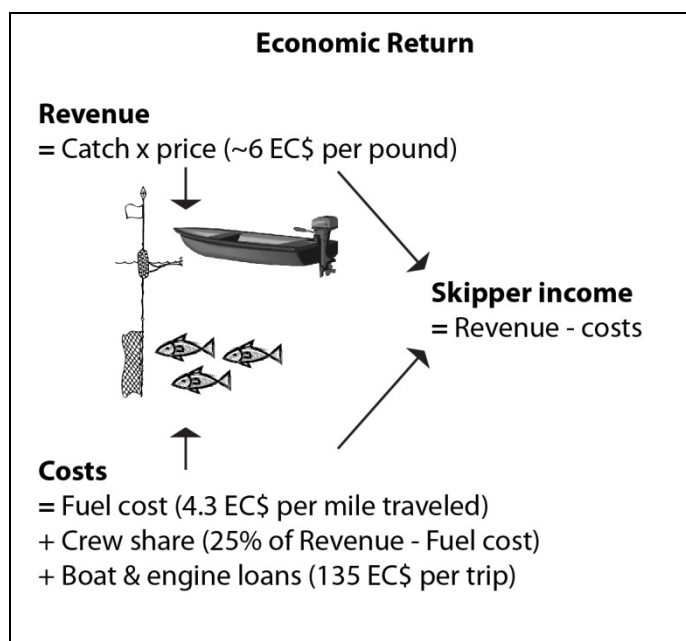 Economic Return
Revenue
= Catch x price (~6 EC$ per pound)
Skipper income
= Revenue - costs
Costs
= Fuel cost (4.3 EC$ per mile traveled)
+ Crew share (25% of Revenue - Fuel cost)
+ Boat & engine loans (135 EC$ per trip)